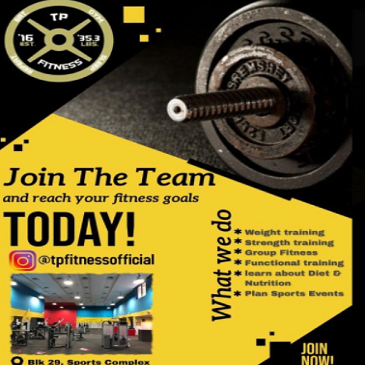 TP
'16
EST.
'35.3
LBS.
FITNESS
Join The Team
and reach your fitness goals
TODAY!
@tpfitnessofficial
What we do
* Weight training
* Strength training
* Group Fitness
* Functional training
* learn about Diet &
Nutrition
* Plan Sports Events
Blk 29, Sports Complex
JOIN
NOW!